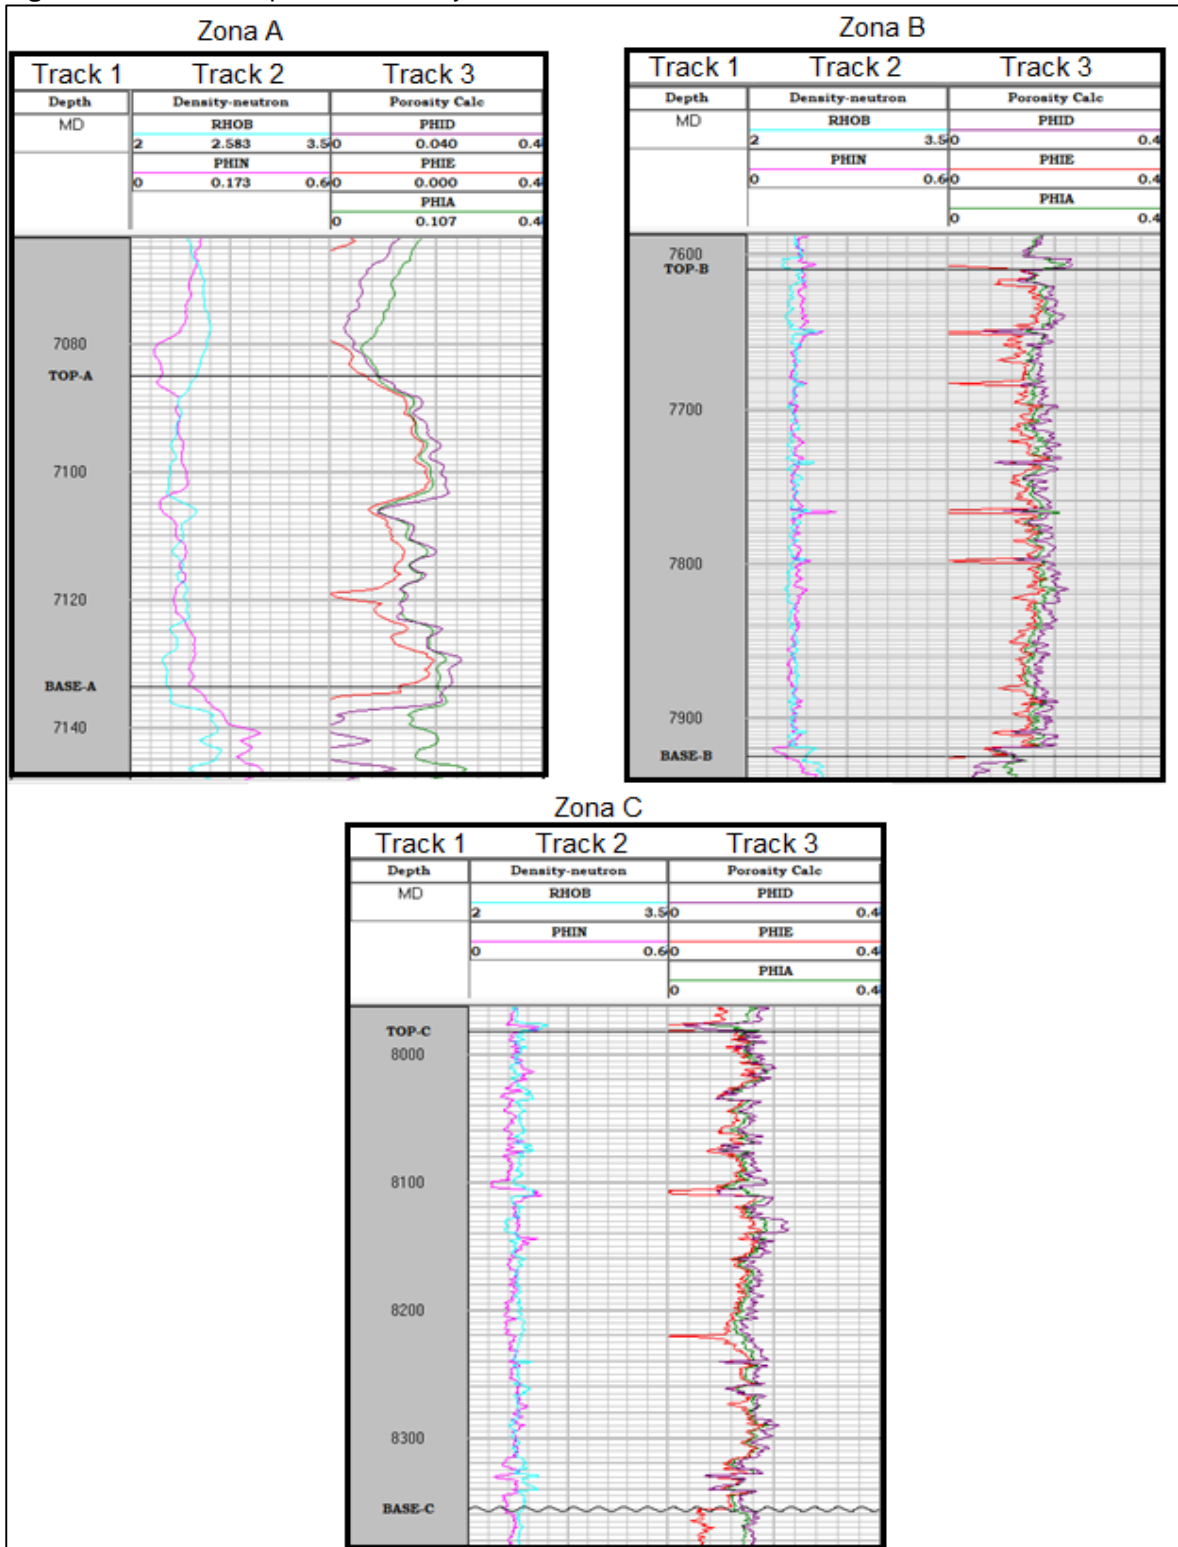 Zona A
Track 1 Track 2 Track 3
Depth Density-neutron Porosity Calc
MD RHOB PHID
2 2.583 3.5 0 0.040 0.4
PHIN PHIE
0 0.173 0.6 0 0.000 0.4
PHIA
0 0.107 0.4
7080
TOP-A
7100
7120
BASE-A
7140
Zona B
Track 1 Track 2 Track 3
Depth Density-neutron Porosity Calc
MD RHOB PHID
2 3.5 0 0.4
PHIN PHIE
0 0.6 0 0.4
PHIA
0 0.4
7600
TOP-B
7700
7800
7900
BASE-B
Zona C
Track 1 Track 2 Track 3
Depth Density-neutron Porosity Calc
MD RHOB PHID
2 3.5 0 0.4
PHIN PHIE
0 0.6 0 0.4
PHIA
0 0.4
TOP-C
8000
8100
8200
8300
BASE-C